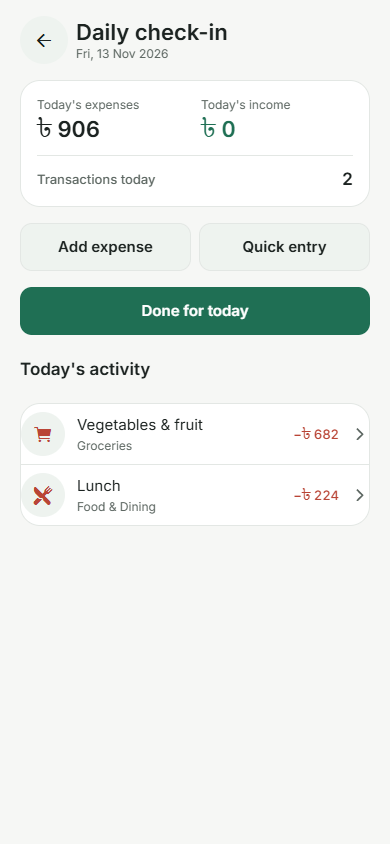 Daily check-in
Fri, 13 Nov 2026
Today's expenses
Today's income
৳ 906
৳ 0
Transactions today
2
Add expense
Quick entry
Done for today
Today's activity
Vegetables & fruit
Groceries
−৳ 682
Lunch
Food & Dining
−৳ 224